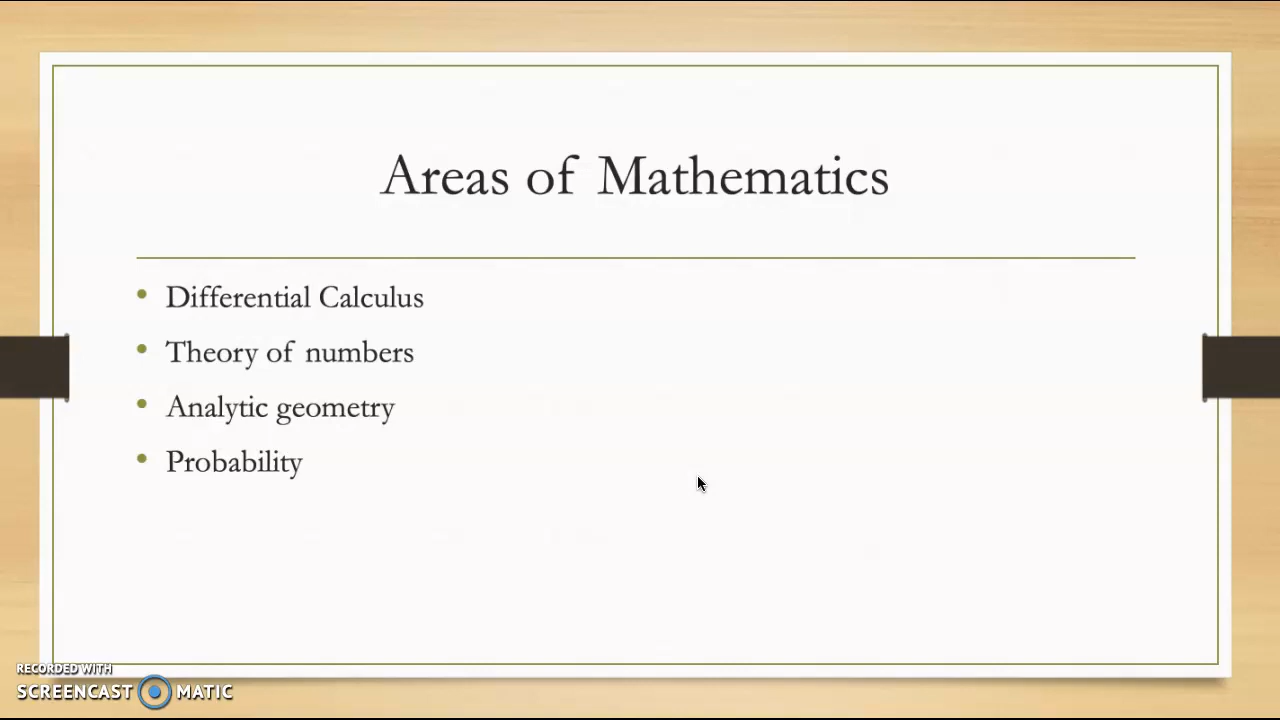 Areas of Mathematics
Differential Calculus
Theory of numbers
Analytic geometry
Probability
RECORDED WITH
SCREENCAST MATIC